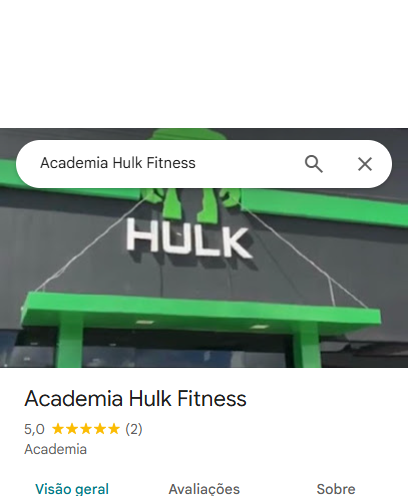 Academia Hulk Fitness
HULK
Academia Hulk Fitness
5,0 (2)
Academia
Visão geral Avaliações Sobre